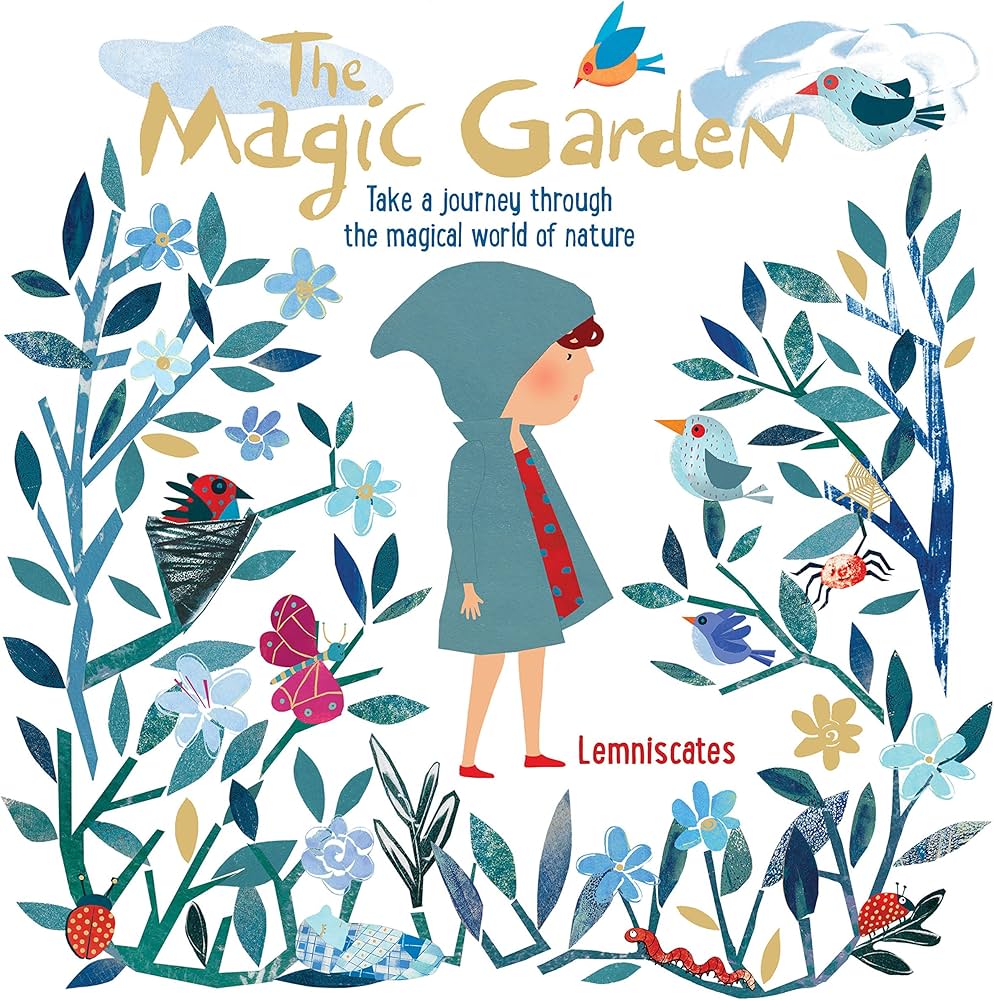 The
Magic Garden
Take a journey through
the magical world of nature
Lemniscates